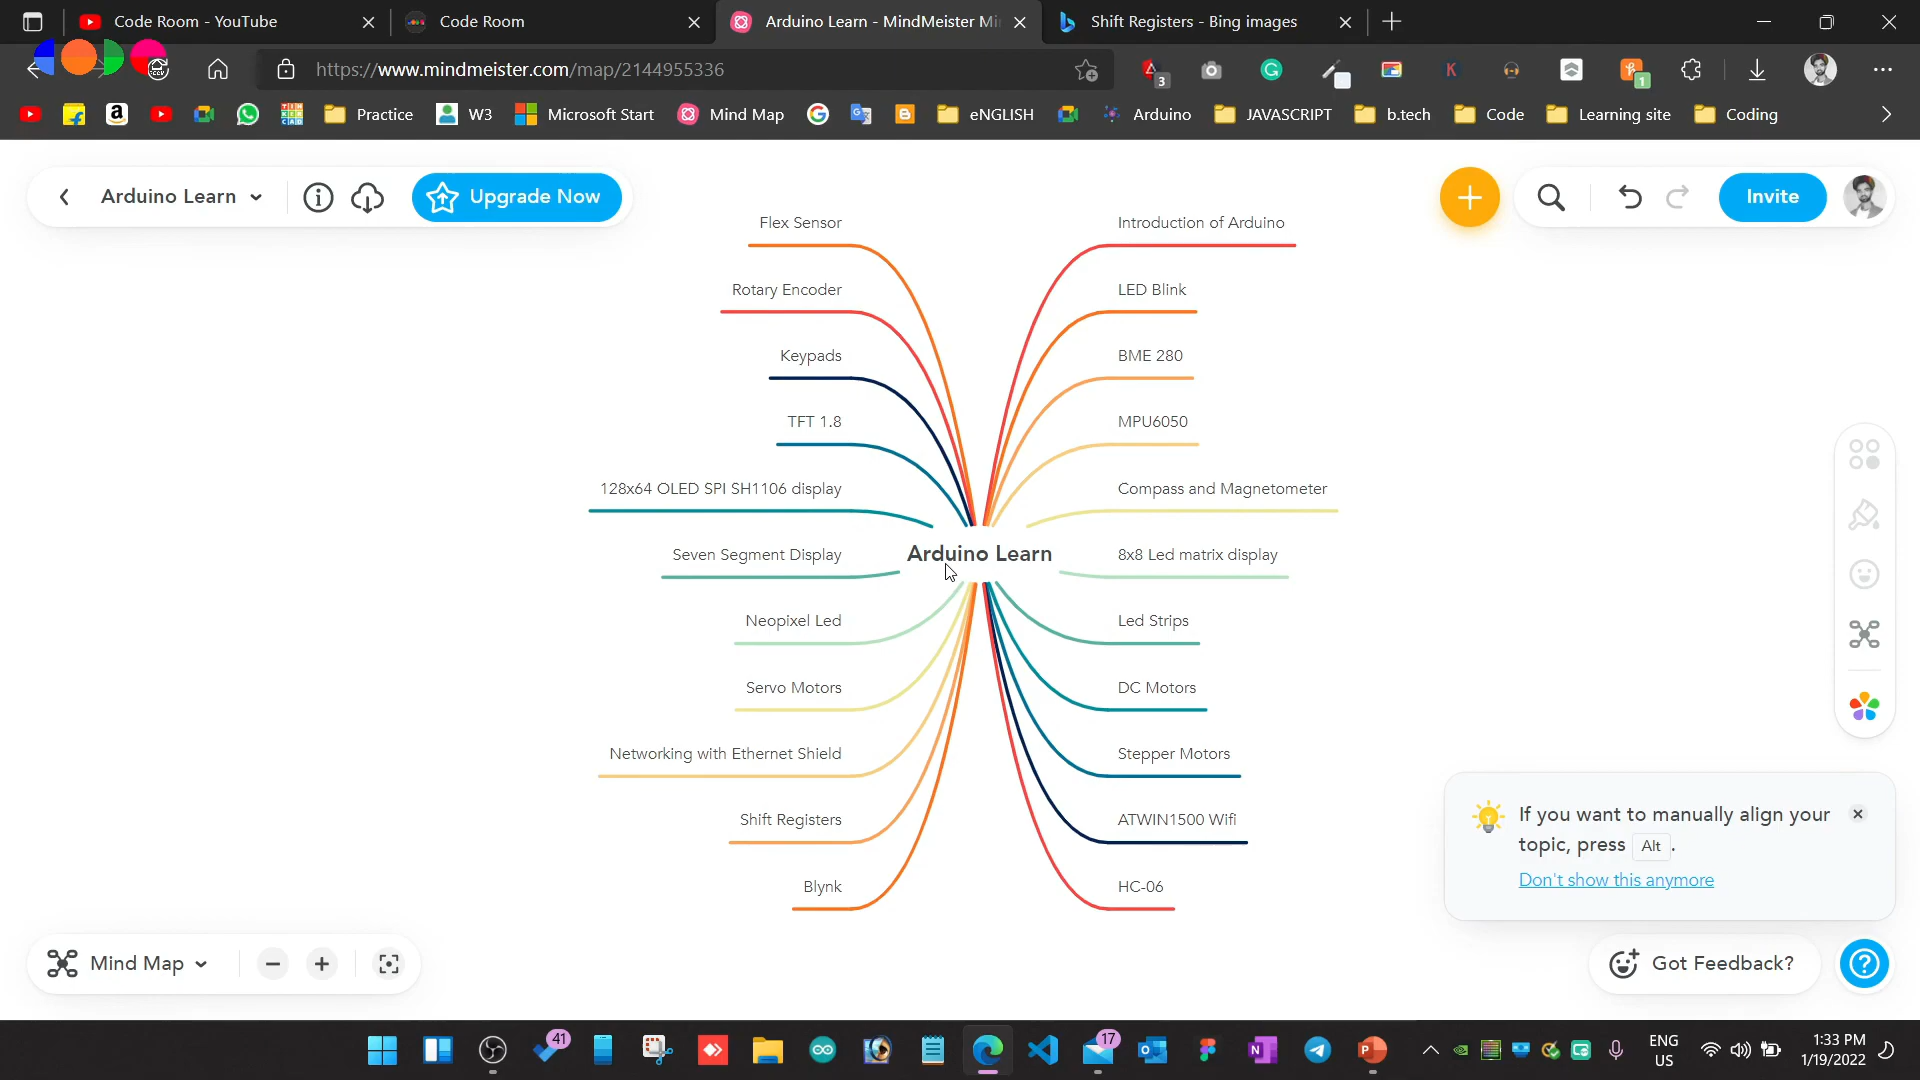 Code Room - YouTube
Code Room
Arduino Learn - MindMeister Mi
Shift Registers - Bing images
https://www.mindmeister.com/map/2144955336
3
K
1
Practice
W3
Microsoft Start
Mind Map
eNGLISH
Arduino
JAVASCRIPT
b.tech
Code
Learning site
Coding
Arduino Learn
Upgrade Now
Invite
Flex Sensor
Introduction of Arduino
Rotary Encoder
LED Blink
Keypads
BME 280
TFT 1.8
MPU6050
128x64 OLED SPI SH1106 display
Compass and Magnetometer
Seven Segment Display
Arduino Learn
8x8 Led matrix display
Neopixel Led
Led Strips
Servo Motors
DC Motors
Networking with Ethernet Shield
Stepper Motors
Shift Registers
ATWIN1500 Wifi
Blynk
HC-06
If you want to manually align your
topic, press Alt .
Don't show this anymore
Mind Map
Got Feedback?
41
17
ENG
US
1:33 PM
1/19/2022